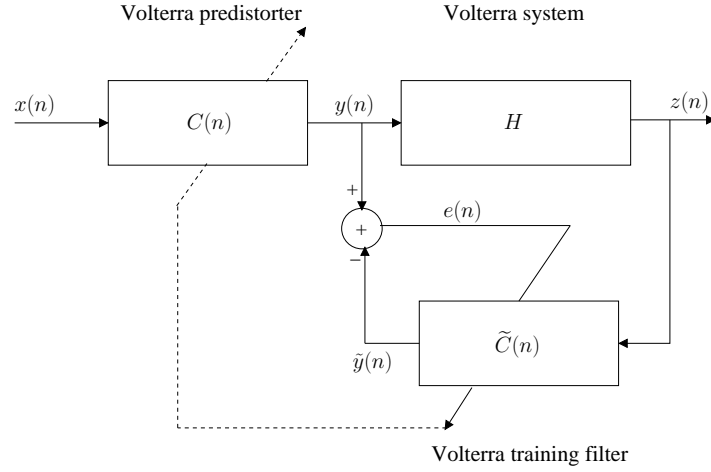 Volterra predistorter
Volterra system
x(n)
C(n)
y(n)
H
z(n)
+
+
e(n)
−
C̃(n)
ỹ(n)
Volterra training filter